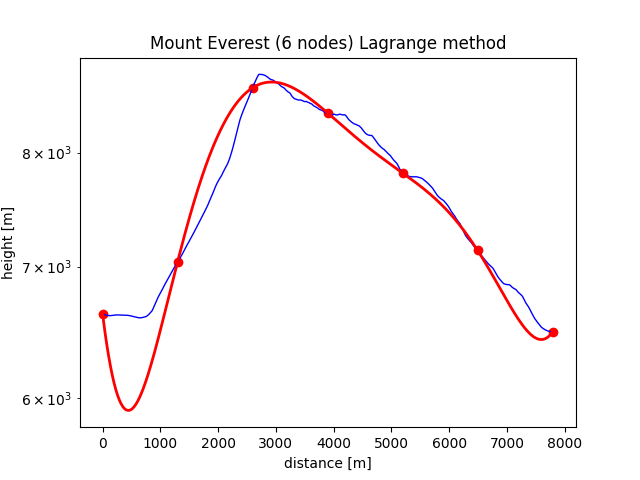 Mount Everest (6 nodes) Lagrange method
height [m]
8 × 10³
7 × 10³
6 × 10³
0 1000 2000 3000 4000 5000 6000 7000 8000
distance [m]